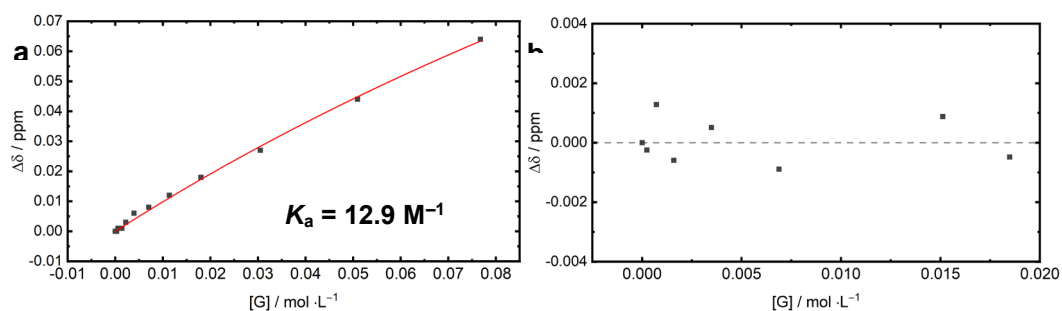 a
0.07
0.06
0.05
0.04
0.03
0.02
0.01
0.00
-0.01
Δδ / ppm
Ka = 12.9 M⁻¹
-0.01 0.00 0.01 0.02 0.03 0.04 0.05 0.06 0.07 0.08
[G] / mol ·L⁻¹
b
0.004
0.002
0.000
-0.002
-0.004
Δδ / ppm
0.000 0.005 0.010 0.015 0.020
[G] / mol ·L⁻¹